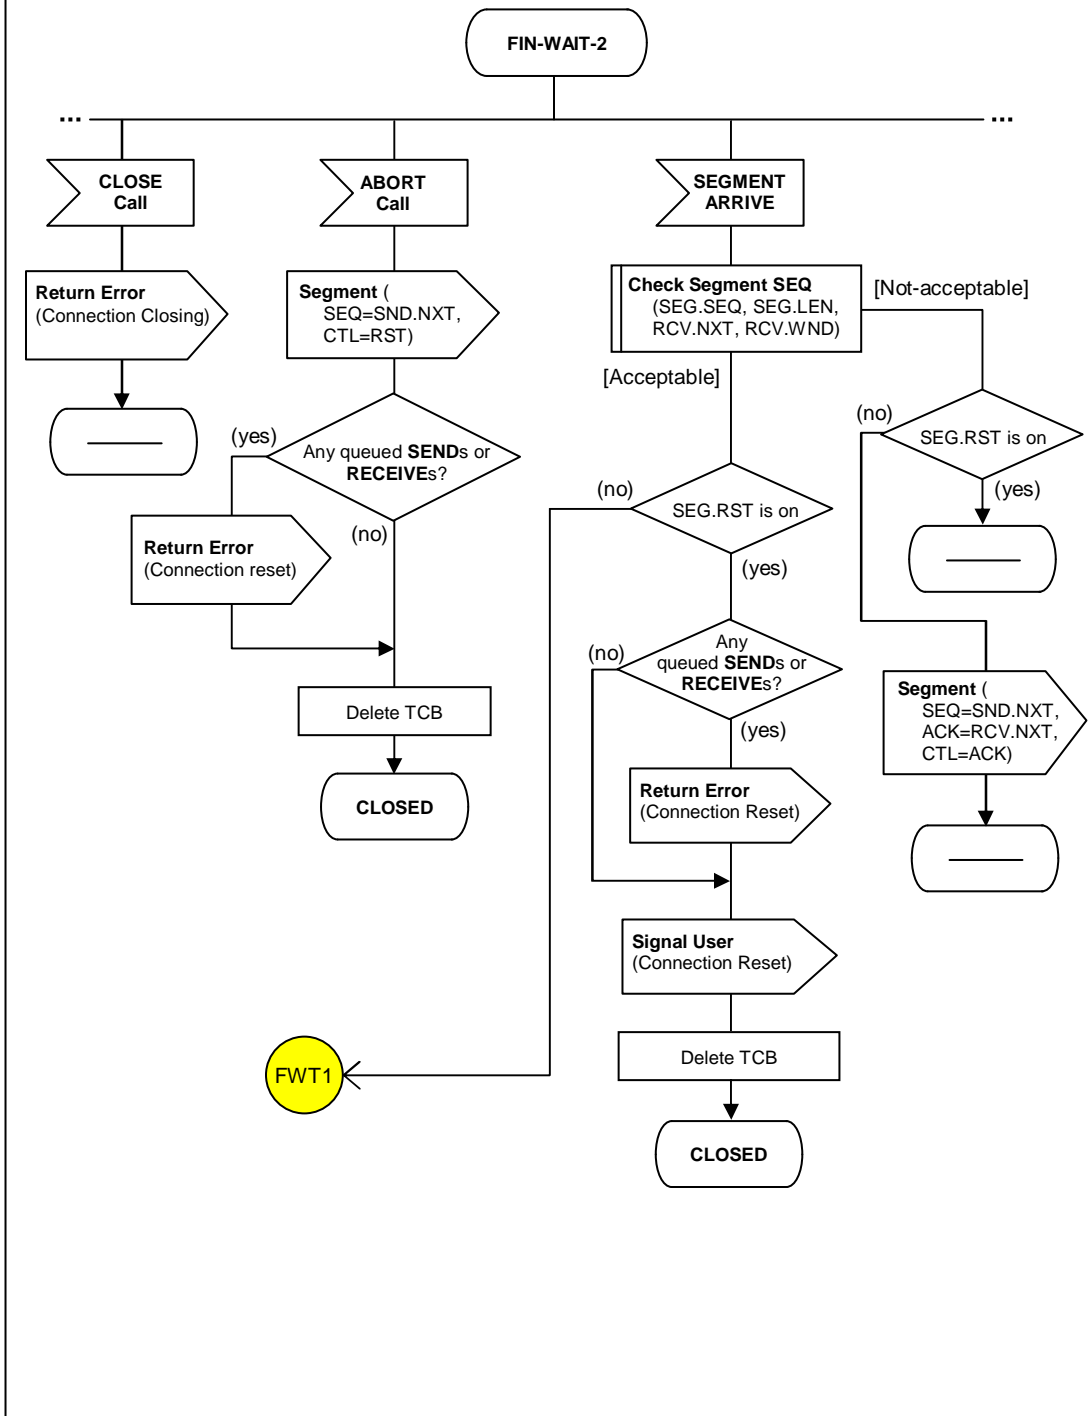 FIN-WAIT-2
... ...
CLOSE
Call
ABORT
Call
SEGMENT
ARRIVE
Return Error
(Connection Closing)
Segment (
SEQ=SND.NXT,
CTL=RST)
Check Segment SEQ
(SEG.SEQ, SEG.LEN,
RCV.NXT, RCV.WND)
[Not-acceptable]
[Acceptable]
(yes)
Any queued SENDs or
RECEIVEs?
(no)
Return Error
(Connection reset)
Delete TCB
CLOSED
(no)
SEG.RST is on
(yes)
(no)
SEG.RST is on
(yes)
(no)
Any
queued SENDs or
RECEIVEs?
(yes)
Segment (
SEQ=SND.NXT,
ACK=RCV.NXT,
CTL=ACK)
Return Error
(Connection Reset)
Signal User
(Connection Reset)
Delete TCB
FWT1
CLOSED